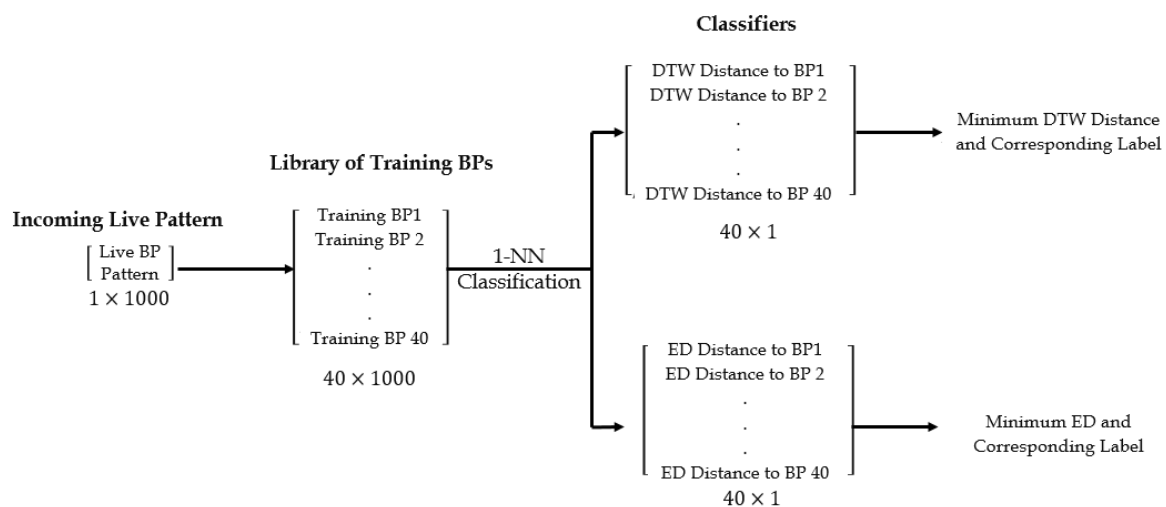 Incoming Live Pattern
Live BP
Pattern
1 × 1000
Library of Training BPs
Training BP1
Training BP 2
.
.
.
Training BP 40
40 × 1000
1-NN
Classification
Classifiers
DTW Distance to BP1
DTW Distance to BP 2
.
.
.
DTW Distance to BP 40
40 × 1
Minimum DTW Distance
and Corresponding Label
ED Distance to BP1
ED Distance to BP 2
.
.
.
ED Distance to BP 40
40 × 1
Minimum ED and
Corresponding Label